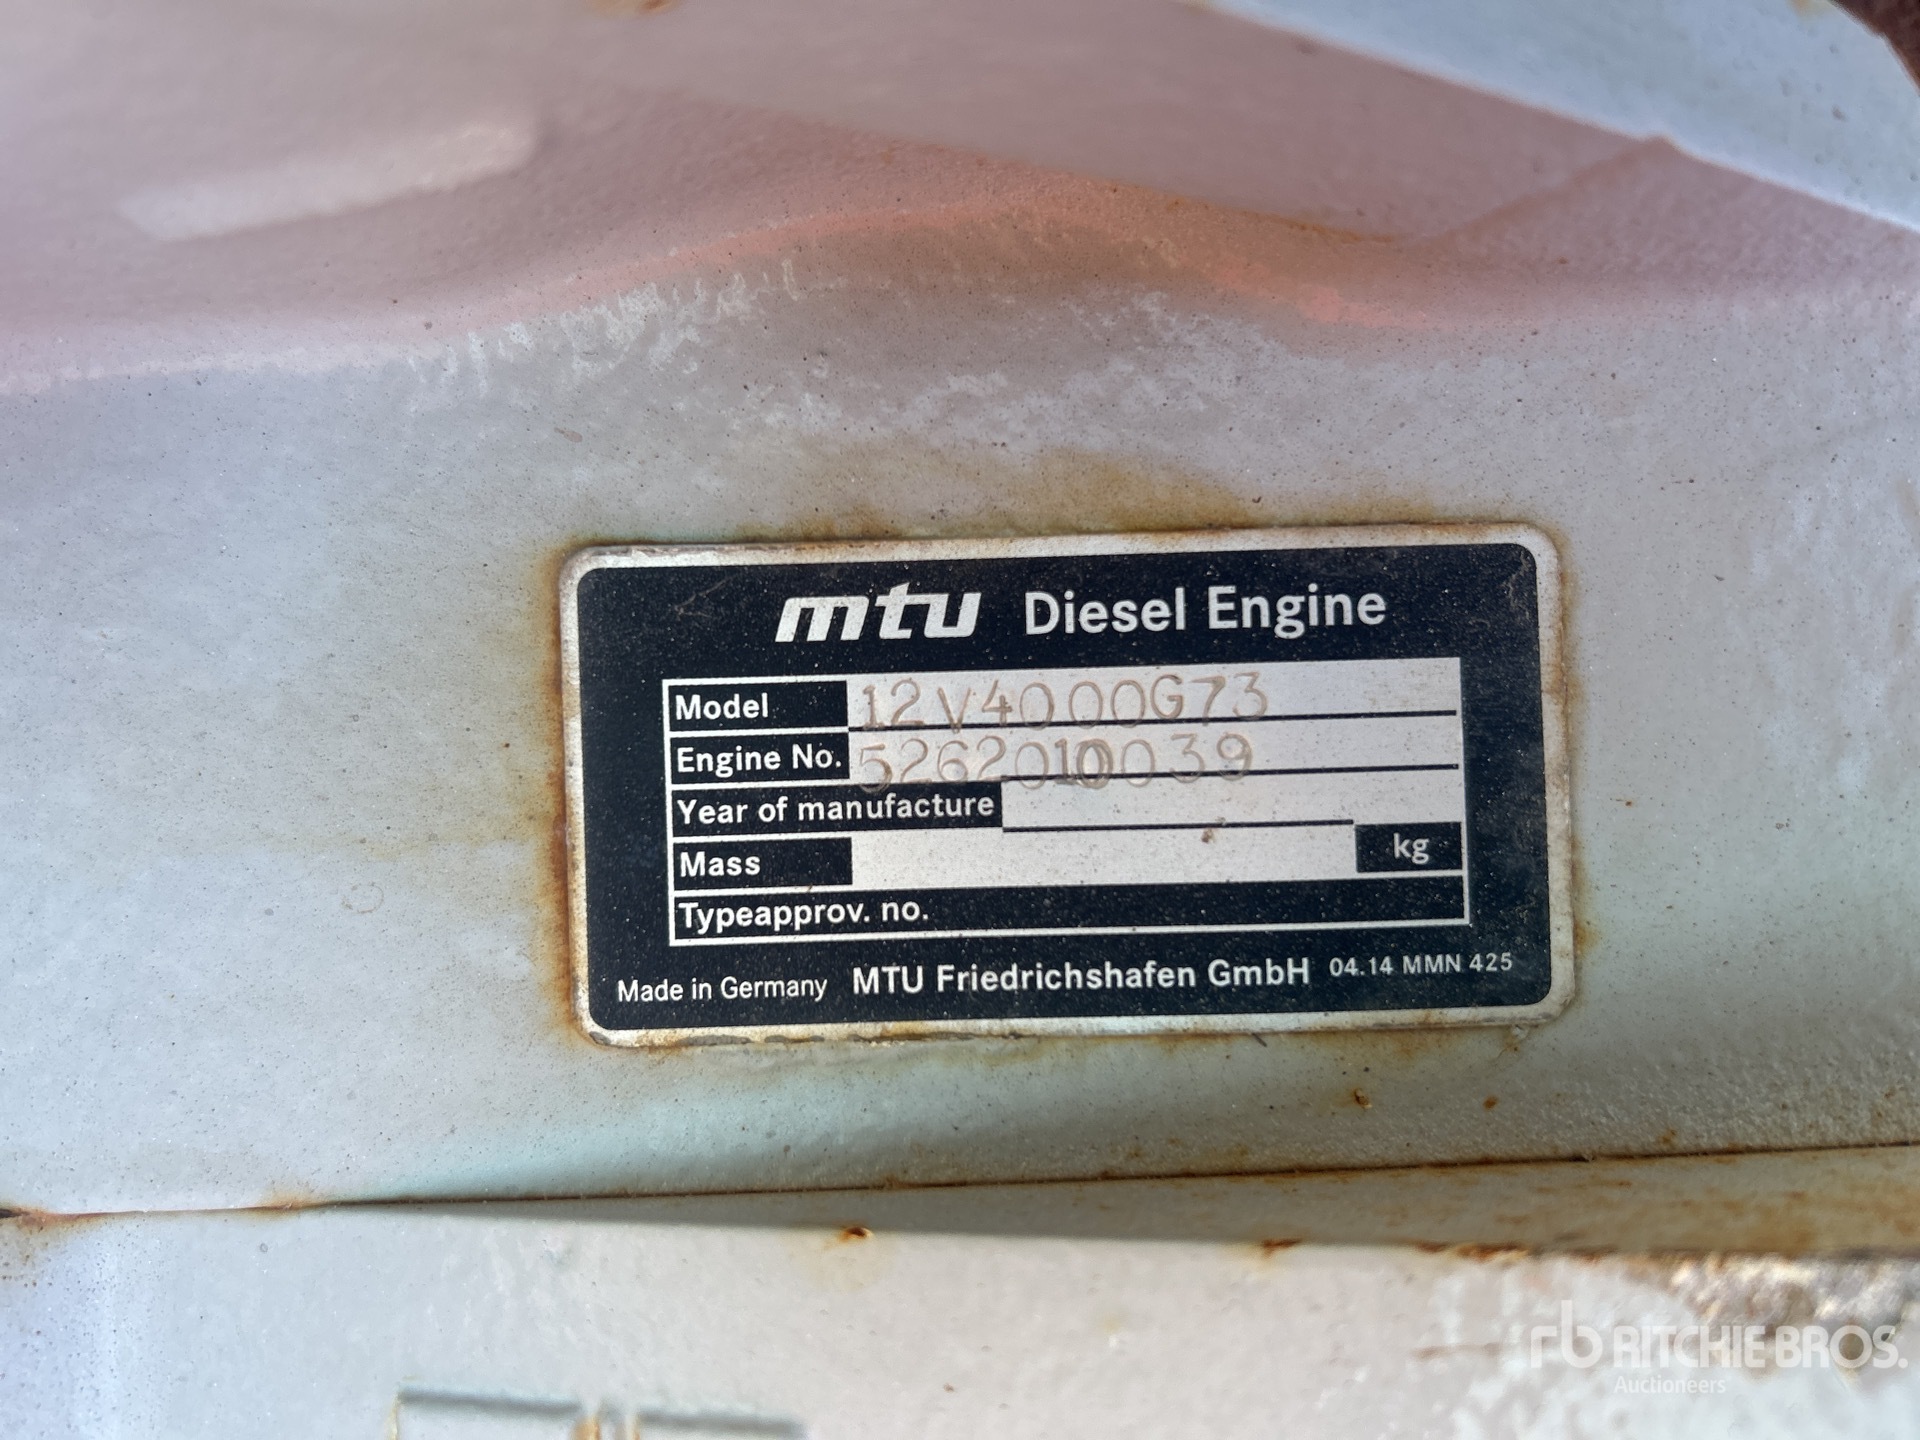 mtu Diesel Engine
Model 12V4000G73
Engine No. 5262010039
Year of manufacture
Mass kg
Typeapprov. no.
Made in Germany MTU Friedrichshafen GmbH 04.14 MMN 425
rb RITCHIE BROS.
Auctioneers